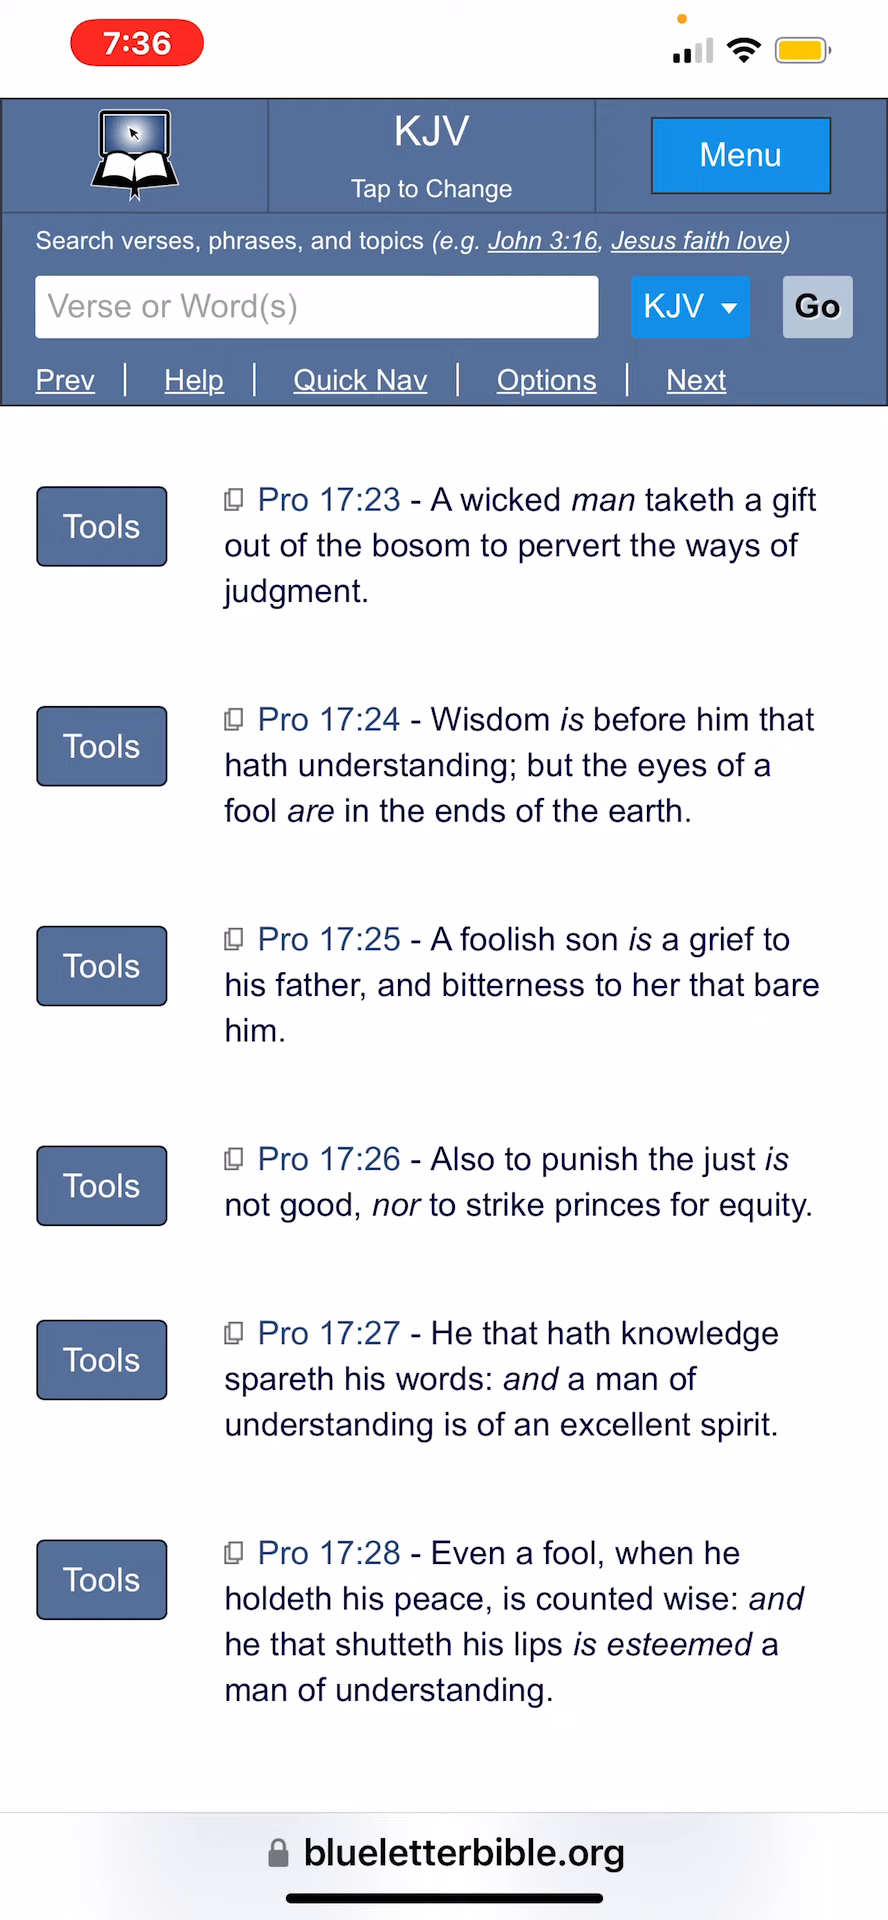 7:36
KJV
Tap to Change
Menu
Search verses, phrases, and topics (e.g. John 3:16, Jesus faith love)
Verse or Word(s)
KJV
Go
Prev | Help | Quick Nav | Options | Next
Tools
Pro 17:23 - A wicked man taketh a gift
out of the bosom to pervert the ways of
judgment.
Tools
Pro 17:24 - Wisdom is before him that
hath understanding; but the eyes of a
fool are in the ends of the earth.
Tools
Pro 17:25 - A foolish son is a grief to
his father, and bitterness to her that bare
him.
Tools
Pro 17:26 - Also to punish the just is
not good, nor to strike princes for equity.
Tools
Pro 17:27 - He that hath knowledge
spareth his words: and a man of
understanding is of an excellent spirit.
Tools
Pro 17:28 - Even a fool, when he
holdeth his peace, is counted wise: and
he that shutteth his lips is esteemed a
man of understanding.
blueletterbible.org